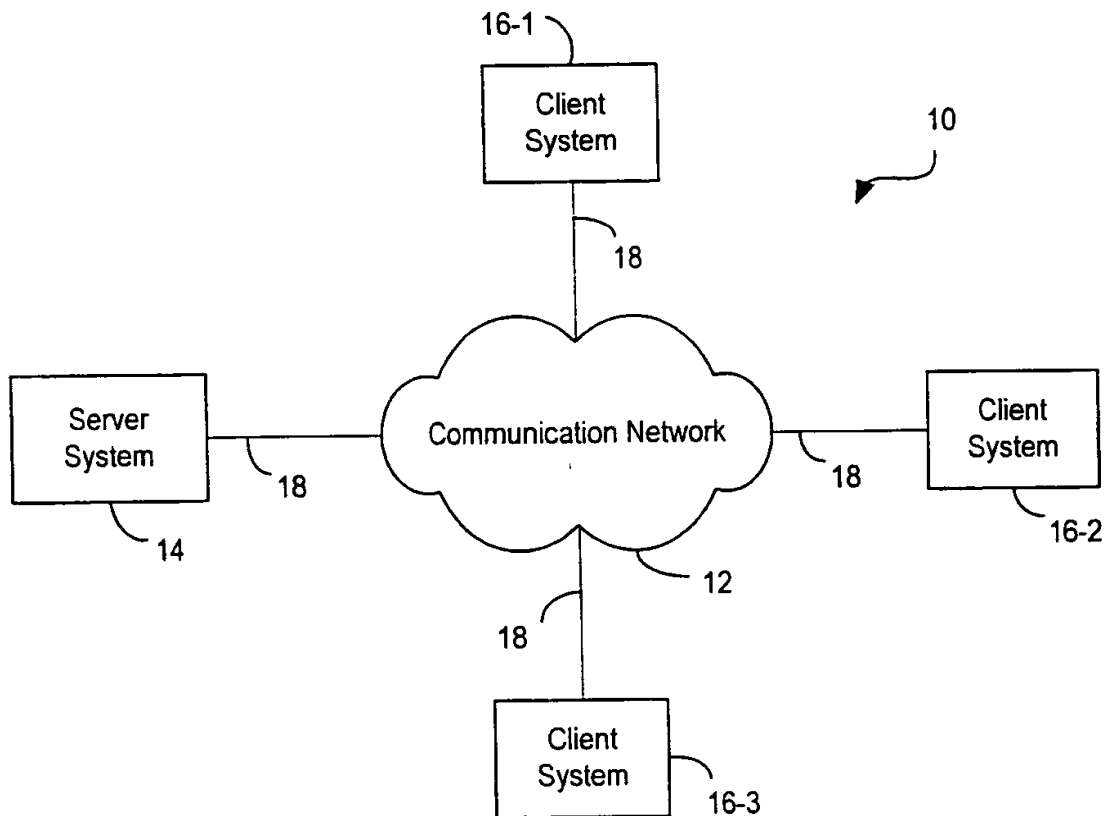 16-1
Client
System
10
18
Server
System
Communication Network
Client
System
18
18
14
16-2
12
18
Client
System
16-3